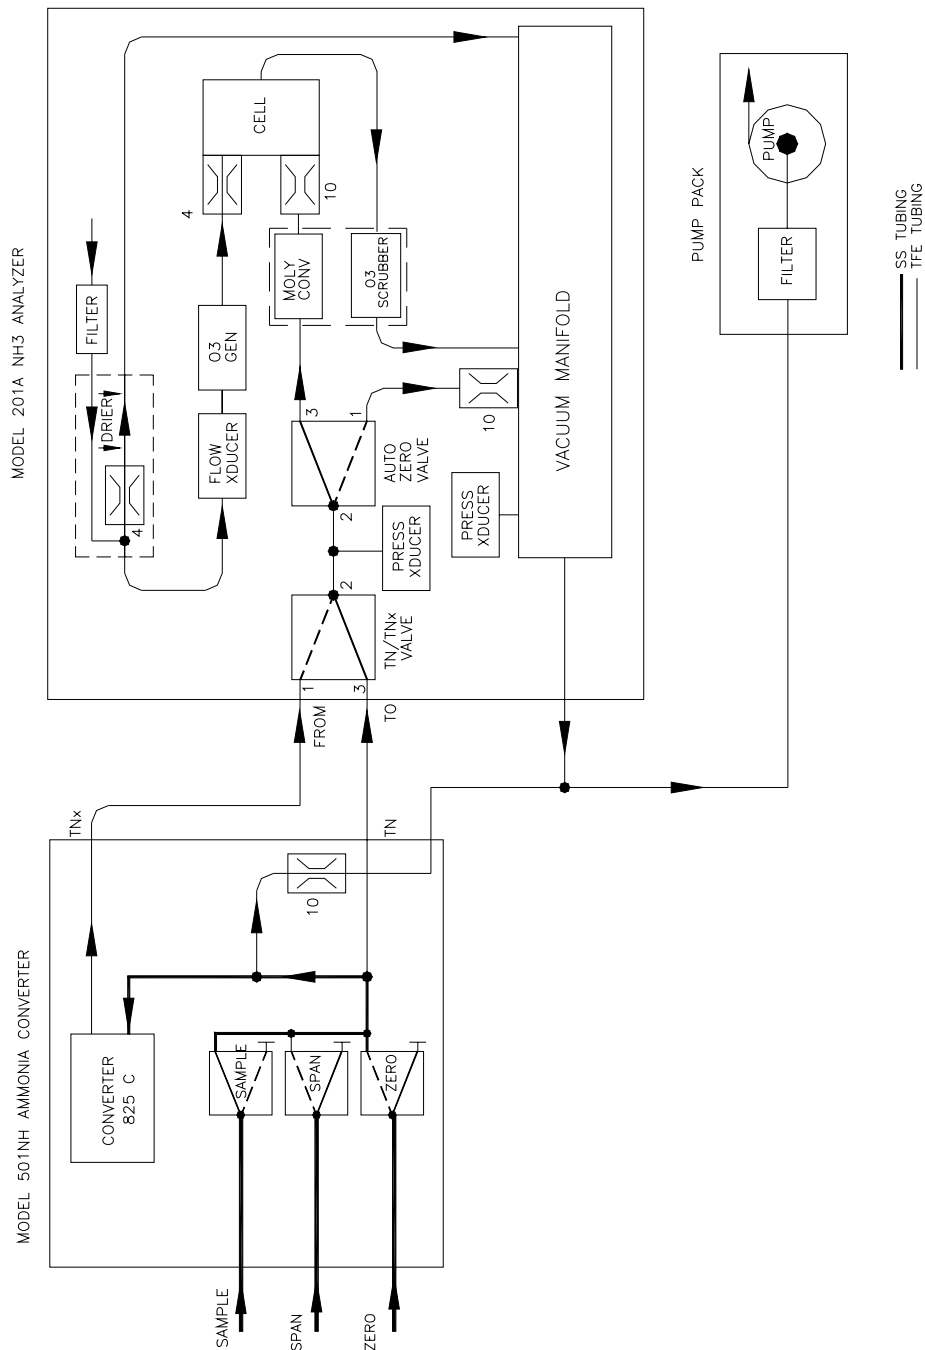 MODEL 201A NH3 ANALYZER
FILTER
DRIER
4
FLOW
XDUCER
O3
GEN
4
CELL
10
MOLY
CONV
O3
SCRUBBER
3
1
2
AUTO
ZERO
VALVE
10
PRESS
XDUCER
PRESS
XDUCER
2
TN/TNx
VALVE
1
3
FROM
TO
VACUUM MANIFOLD
PUMP PACK
PUMP
FILTER
SS TUBING
TFE TUBING
MODEL 501NH AMMONIA CONVERTER
TNx
TN
10
CONVERTER
825 C
SAMPLE
SPAN
ZERO
SAMPLE
SPAN
ZERO